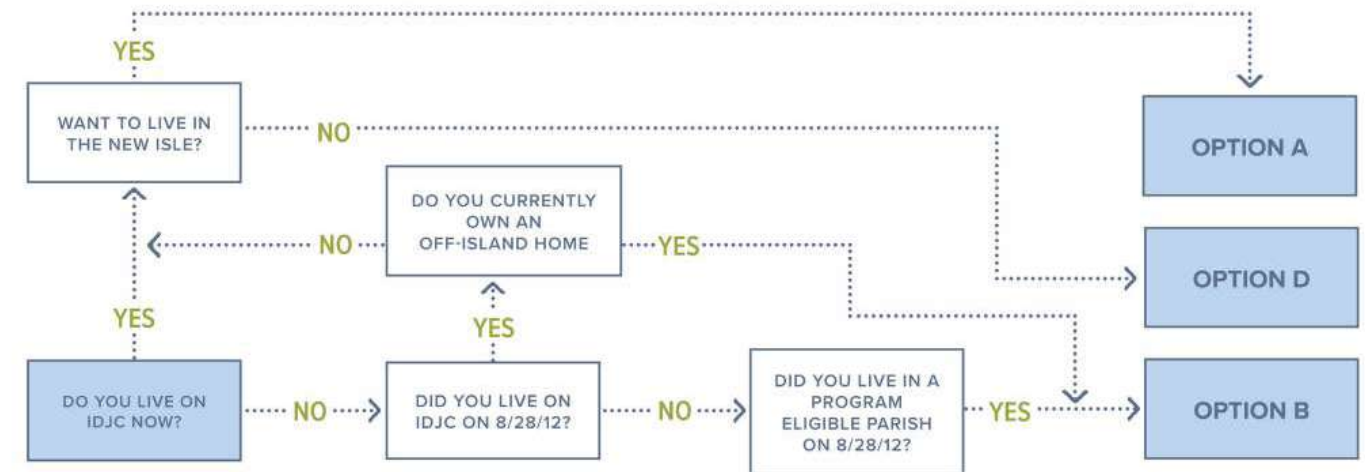 YES
WANT TO LIVE IN
THE NEW ISLE?
NO
OPTION A
DO YOU CURRENTLY
OWN AN
OFF-ISLAND HOME
NO
YES
OPTION D
YES
YES
DO YOU LIVE ON
IDJC NOW?
NO
DID YOU LIVE ON
IDJC ON 8/28/12?
NO
DID YOU LIVE IN A
PROGRAM
ELIGIBLE PARISH
ON 8/28/12?
YES
OPTION B